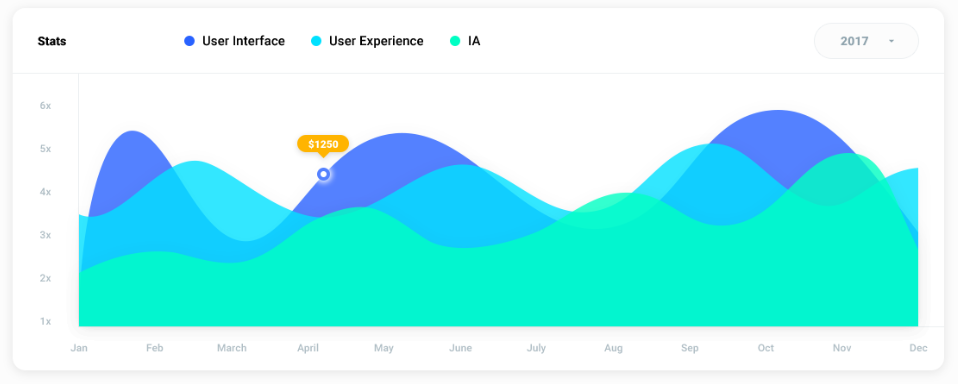 Stats User Interface User Experience IA 2017
6x
$1250
5x
4x
3x
2x
1x
Jan Feb March April May June July Aug Sep Oct Nov Dec